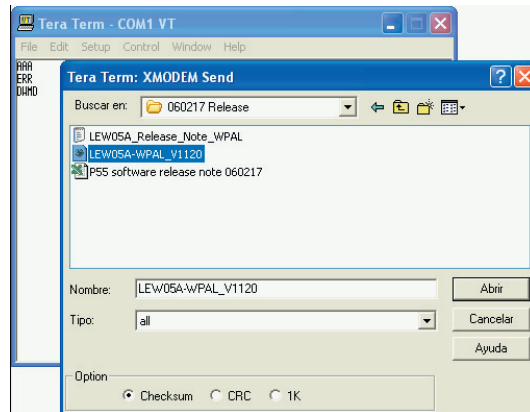 Tera Term - COM1 VT
File Edit Setup Control Window Help
AAA
ERR
DWMD
Tera Term: XMODEM Send
Buscar en: 060217 Release
LEW05A_Release_Note_WPAL
LEW05A-WPAL_V1120
P55 software release note 060217
Nombre: LEW05A-WPAL_V1120 Abrir
Tipo: all Cancelar
Ayuda
Option
Checksum CRC 1K